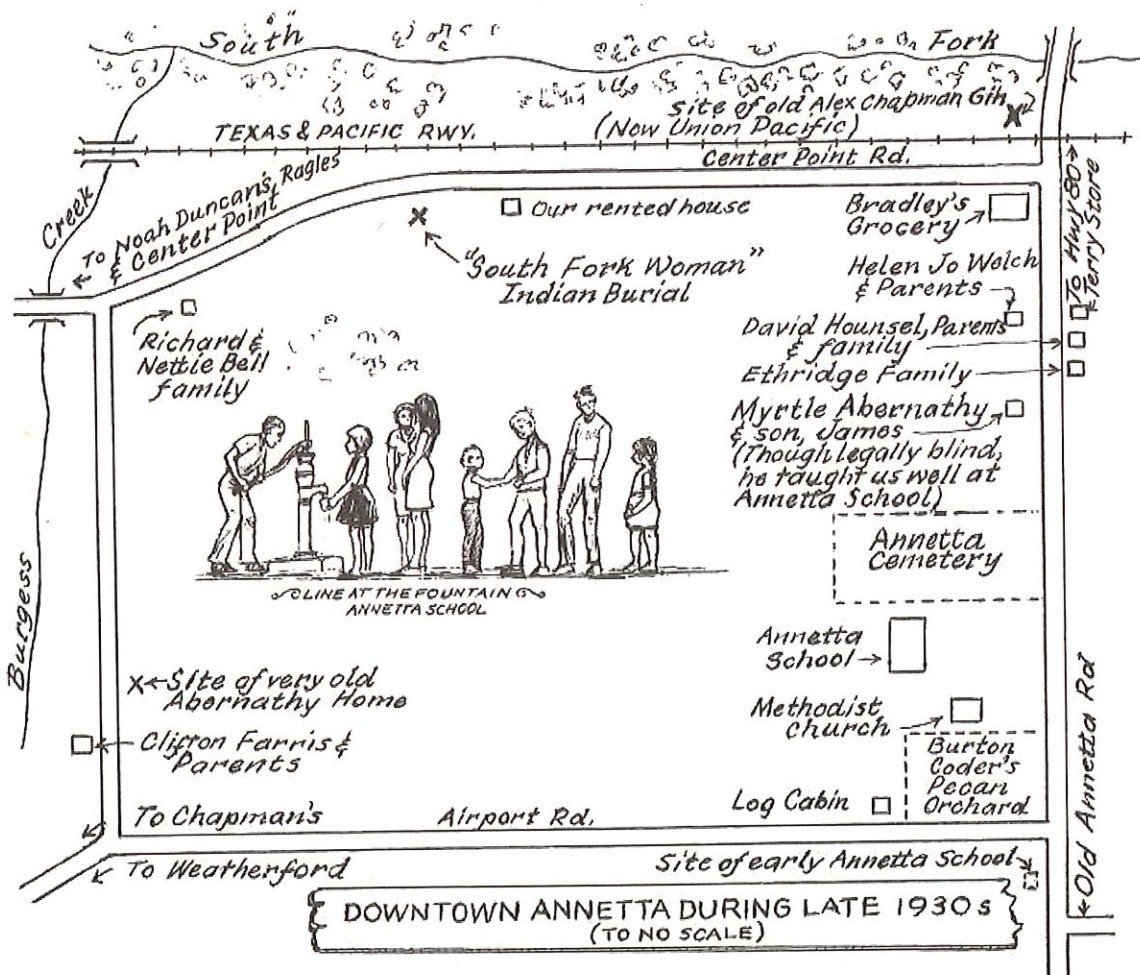 South
Fork
Site of old Alex Chapman Gin
TEXAS & PACIFIC RWY.
(Now Union Pacific)
Center Point Rd.
To Noah Duncan's, Ragles
& Center Point
Creek
Our rented house
"South Fork Woman"
Indian Burial
Bradley's
Grocery
To Hwy 80
Terry Store
Helen Jo Welch
& Parents
David Hounsel, Parents
& family
Ethridge Family
Richard &
Nettie Bell
family
Myrtle Abernathy
& son, James
(Though legally blind,
he taught us well at
Annetta School)
Annetta
Cemetery
LINE AT THE FOUNTAIN
ANNETTA SCHOOL
Burgess
Annetta
School
Site of very old
Abernathy Home
Methodist
Church
Clifton Farris &
Parents
Burton
Coder's
Pecan
Orchard
Log Cabin
Old Annetta Rd
To Chapman's
Airport Rd.
To Weatherford
Site of early Annetta School
DOWNTOWN ANNETTA DURING LATE 1930s
(TO NO SCALE)